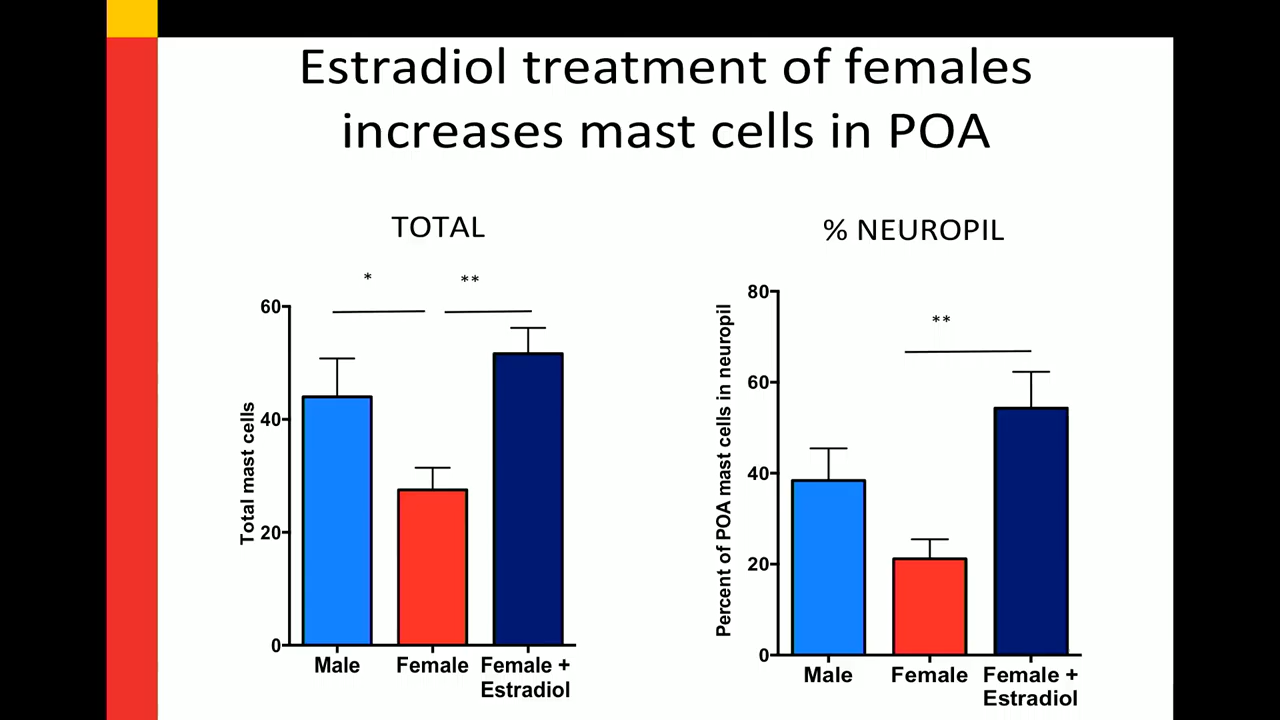 Estradiol treatment of females
increases mast cells in POA
TOTAL
*
**
Total mast cells
60
40
20
0
Male
Female
Female +
Estradiol
% NEUROPIL
**
Percent of POA mast cells in neuropil
80
60
40
20
0
Male
Female
Female +
Estradiol